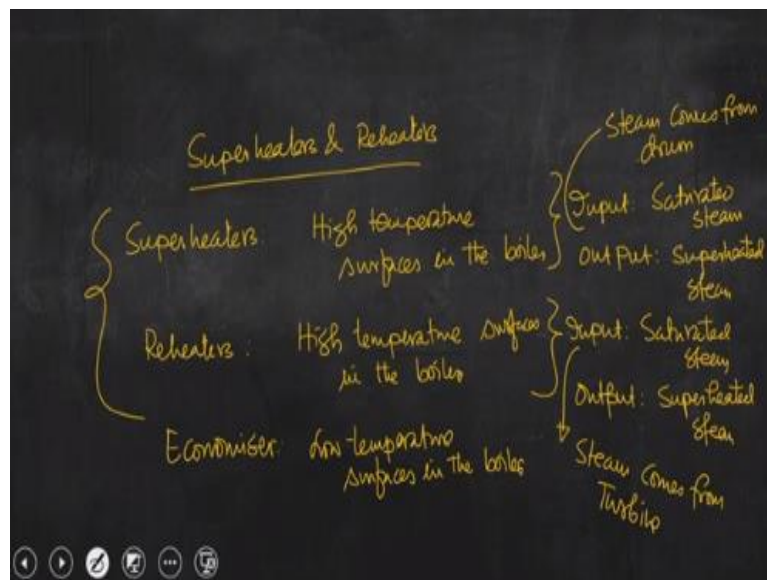 Superheaters & Reheaters
Steam Comes from
drum
Superheaters: High temperature
surfaces in the boiler
Input: Saturated
steam
Output: Superheated
steam
Reheaters: High temperature surfaces
in the boiler
Input: Saturated
steam
Output: Superheated
steam
Economiser: Low temperature
surfaces in the boiler
Steam Comes from
Turbine